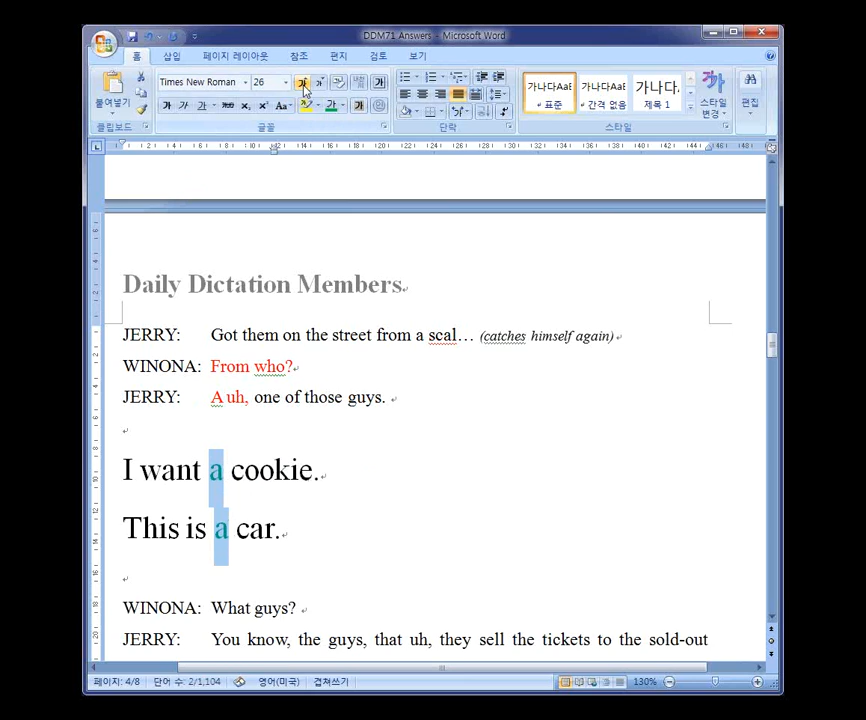 DDM71 Answers - Microsoft Word
홈 삽입 페이지 레이아웃 참조 편지 검토 보기
Times New Roman 26
붙여넣기
가나다AaB 가나다AaB 가나다.
표준 간격 없음 제목 1
스타일 변경
편집
클립보드 글꼴 단락 스타일
Daily Dictation Members
JERRY: Got them on the street from a scal… (catches himself again)
WINONA: From who?
JERRY: A uh, one of those guys.
I want a cookie.
This is a car.
WINONA: What guys?
JERRY: You know, the guys, that uh, they sell the tickets to the sold-out
페이지: 4/8 단어 수: 2/1,104 영어(미국) 겹쳐쓰기 130%